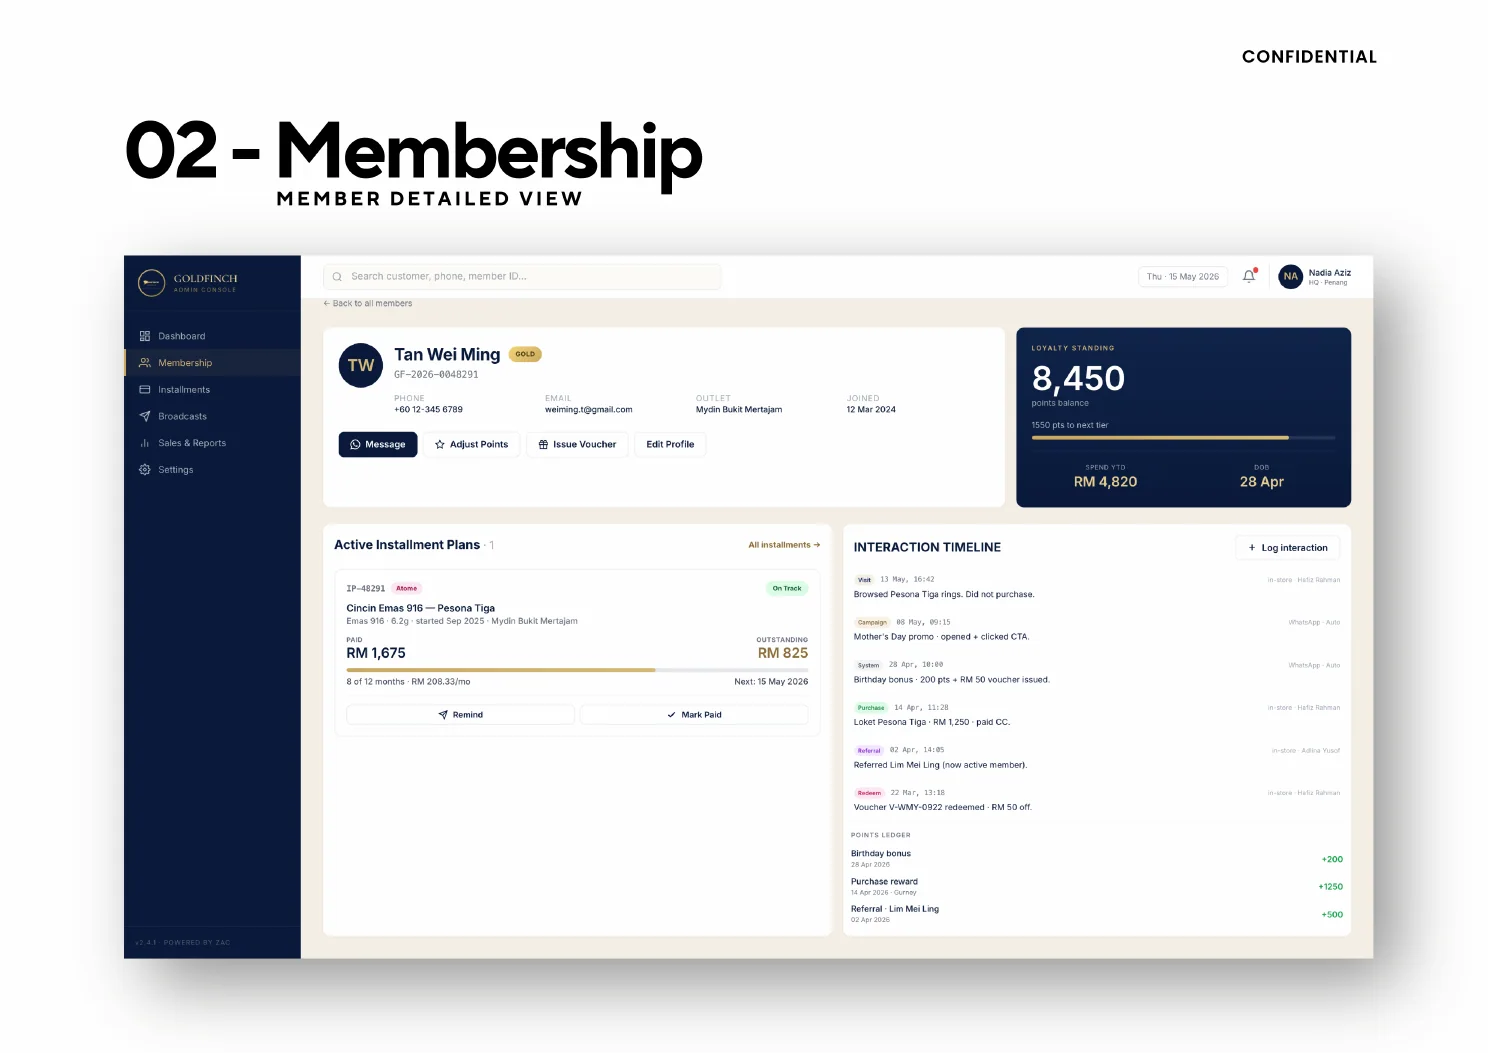 CONFIDENTIAL
02 - Membership
MEMBER DETAILED VIEW
GOLDFINCH
ADMIN CONSOLE
Search customer, phone, member ID...
Thu · 15 May 2026
NA
Nadia Aziz
HQ · Penang
Dashboard
Membership
Installments
Broadcasts
Sales & Reports
Settings
v3.4.1 · POWERED BY ZAC
← Back to all members
TW
Tan Wei Ming GOLD
GF-2026-0048291
PHONE EMAIL OUTLET JOINED
+60 12-345 6789 weiming.t@gmail.com Mydin Bukit Mertajam 12 Mar 2024
Message Adjust Points Issue Voucher Edit Profile
LOYALTY STANDING
8,450
points balance
1550 pts to next tier
SPEND YTD DOB
RM 4,820 28 Apr
Active Installment Plans · 1 All installments →
IP-48291 Atome On Track
Cincin Emas 916 — Pesona Tiga
Emas 916 · 6.2g · started Sep 2025 · Mydin Bukit Mertajam
PAID OUTSTANDING
RM 1,675 RM 825
8 of 12 months · RM 208.33/mo Next: 15 May 2026
Remind Mark Paid
INTERACTION TIMELINE + Log interaction
Visit 13 May, 16:42 in-store · Hafiz Rahman
Browsed Pesona Tiga rings. Did not purchase.
Campaign 08 May, 09:15 WhatsApp · Auto
Mother's Day promo · opened + clicked CTA.
System 28 Apr, 10:00 WhatsApp · Auto
Birthday bonus · 200 pts + RM 50 voucher issued.
Purchase 14 Apr, 11:28 in-store · Hafiz Rahman
Loket Pesona Tiga · RM 1,250 · paid CC.
Referral 02 Apr, 14:05 in-store · Adlina Yusof
Referred Lim Mei Ling (now active member).
Redeem 22 Mar, 13:18 in-store · Hafiz Rahman
Voucher V-WMY-0922 redeemed · RM 50 off.
POINTS LEDGER
Birthday bonus
28 Apr 2026 +200
Purchase reward
14 Apr 2026 · Gurney +1250
Referral · Lim Mei Ling
02 Apr 2026 +500